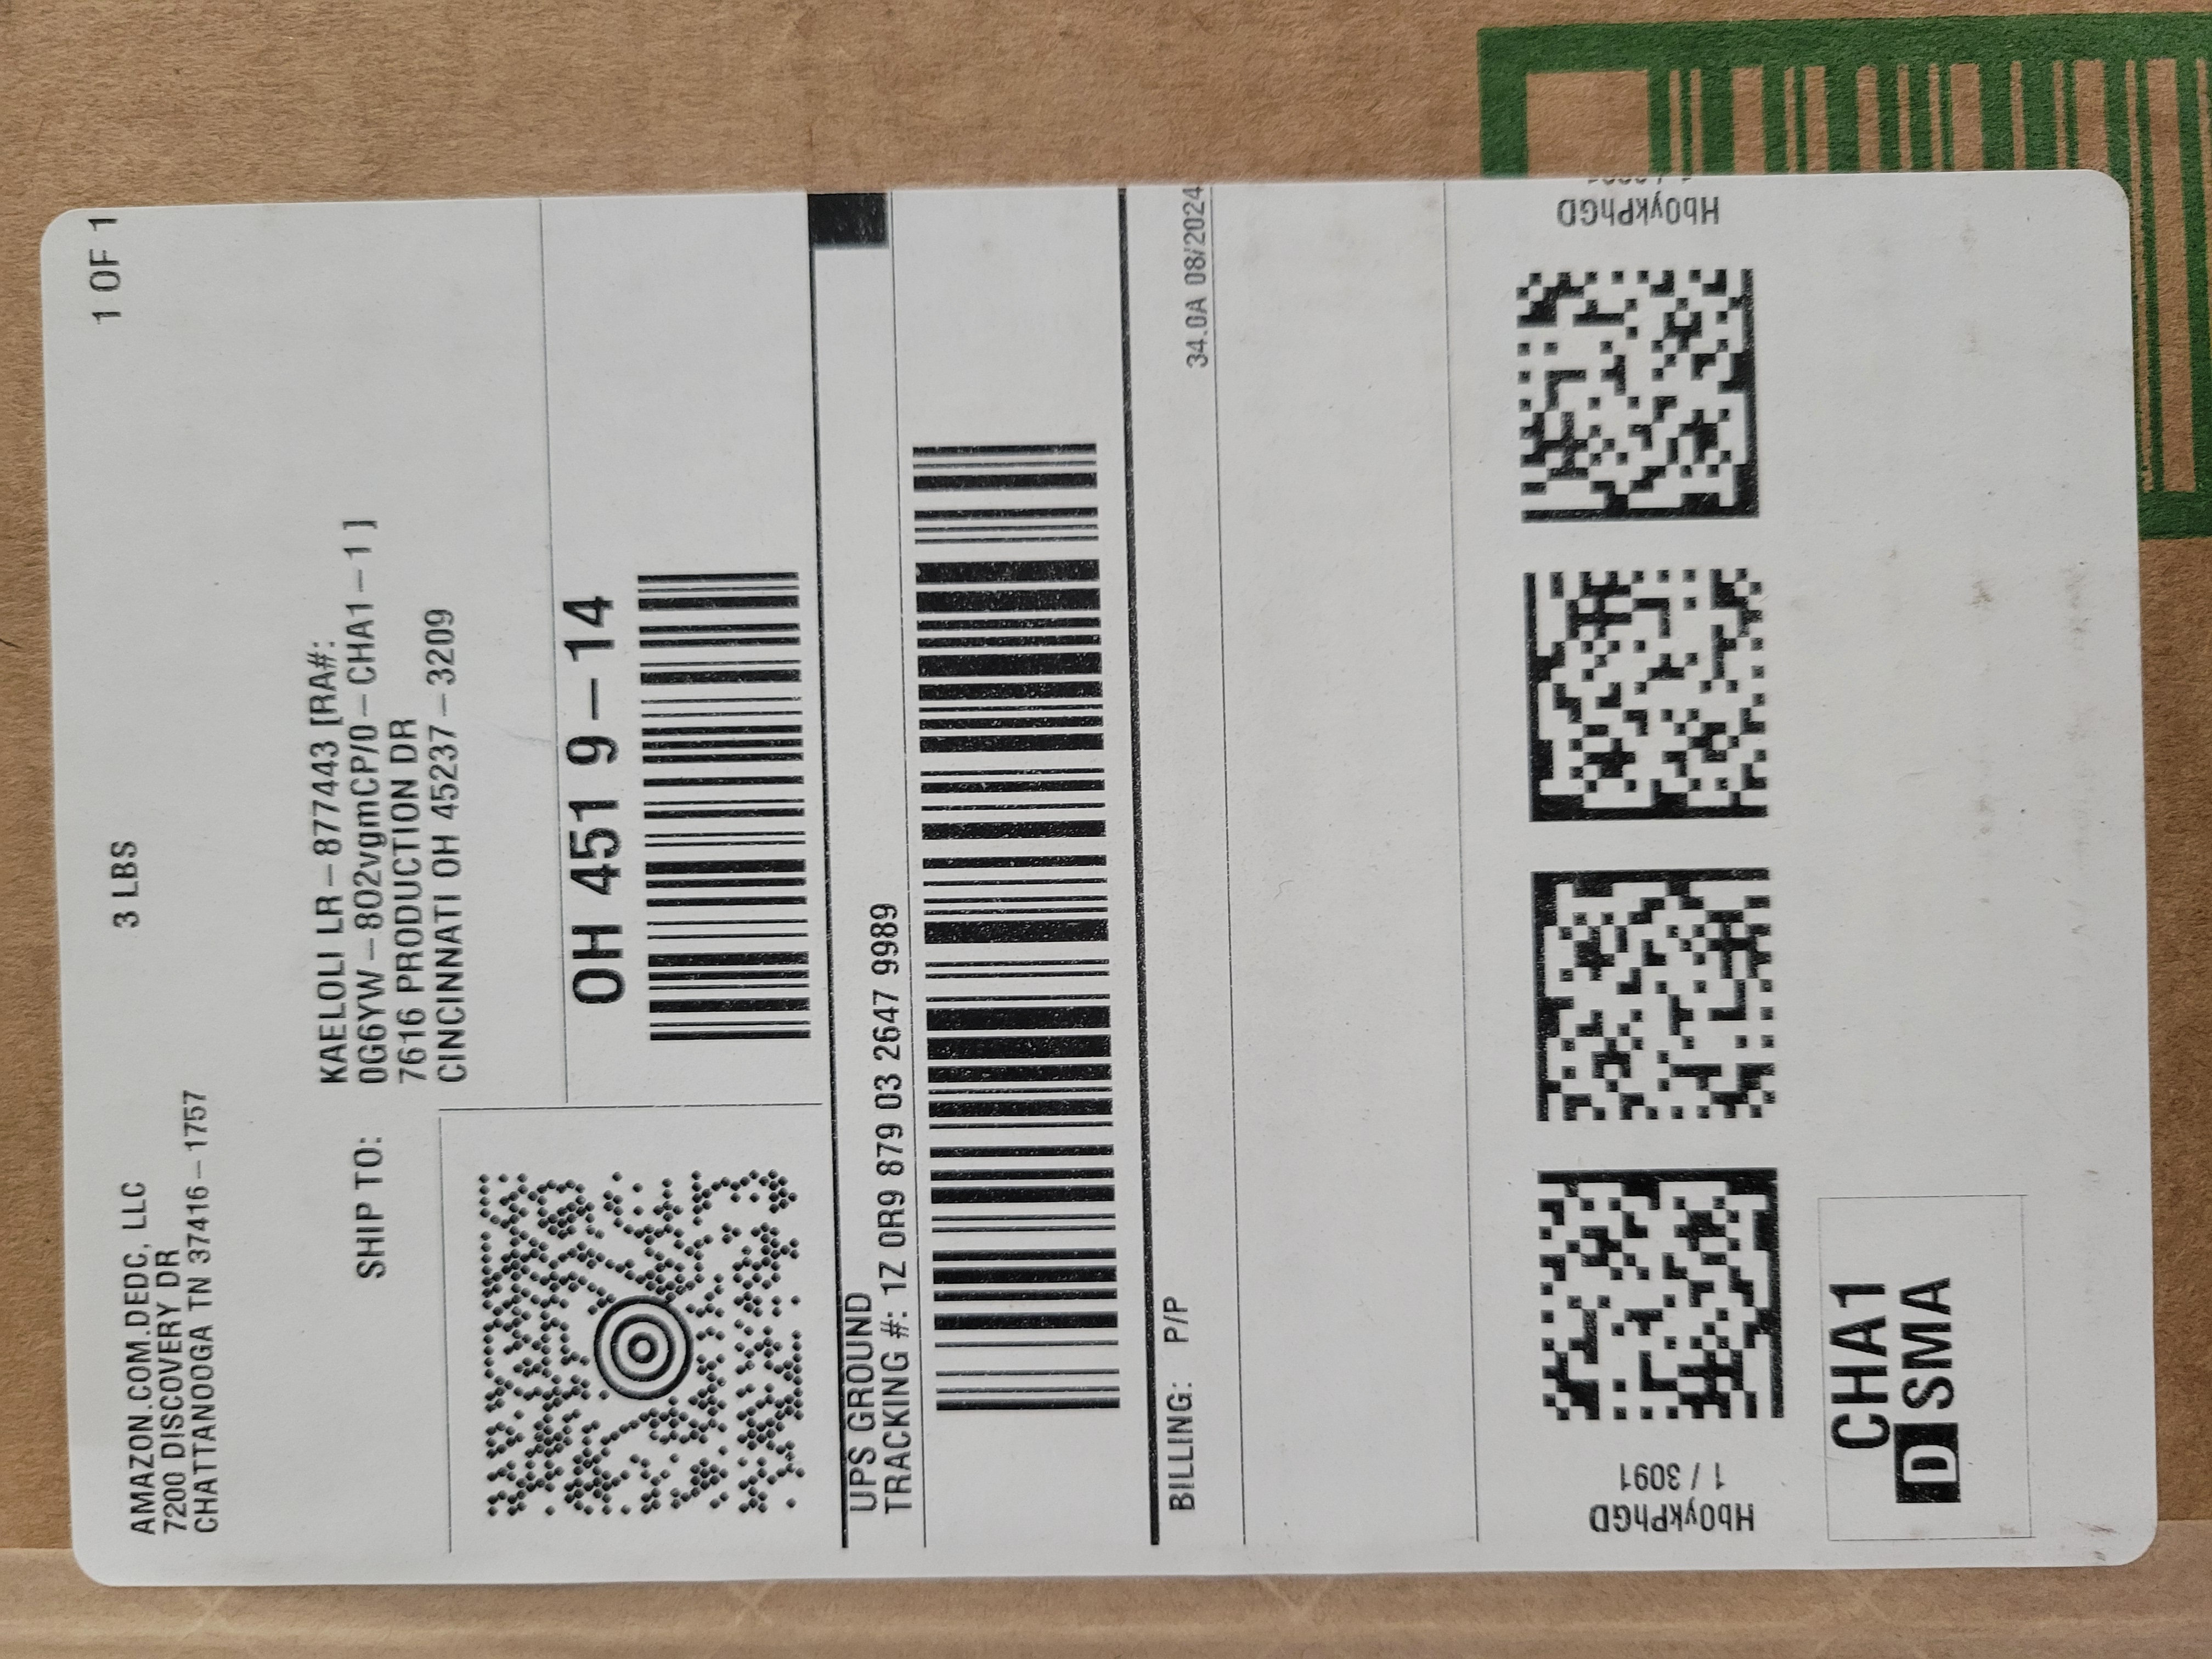 AMAZON.COM.DEDC, LLC
7200 DISCOVERY DR
CHATTANOOGA TN 37416-1757
3 LBS
1 OF 1
SHIP TO:
KAELOLI LR-877443 [RA#:
0G6YW-802vgmCP/0-CHA1-1 ]
7616 PRODUCTION DR
CINCINNATI OH 45237-3209
OH 451 9-14
UPS GROUND
TRACKING #: 1Z 0R9 879 03 2647 9989
BILLING: P/P
34.0A 08/2024
Hb0ykPhGD
1 / 3091
Hb0ykPhGD
CHA1
D SMA